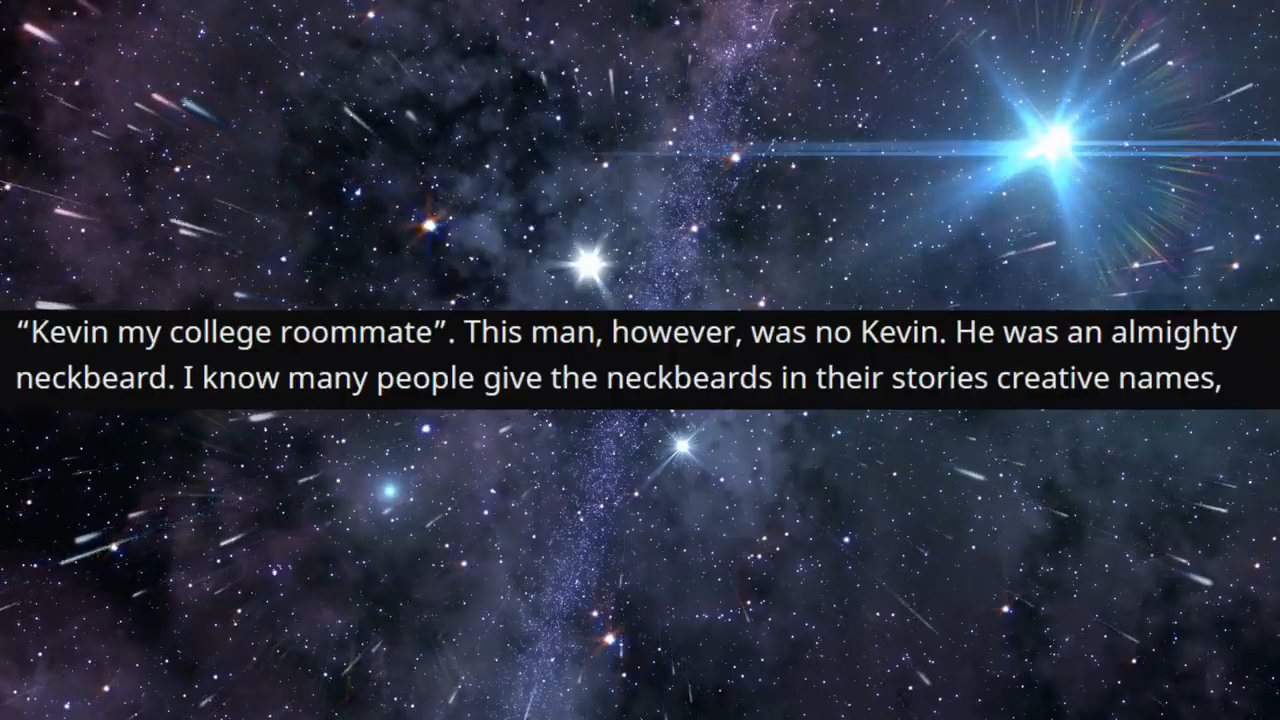 “Kevin my college roommate”. This man, however, was no Kevin. He was an almighty
neckbeard. I know many people give the neckbeards in their stories creative names,